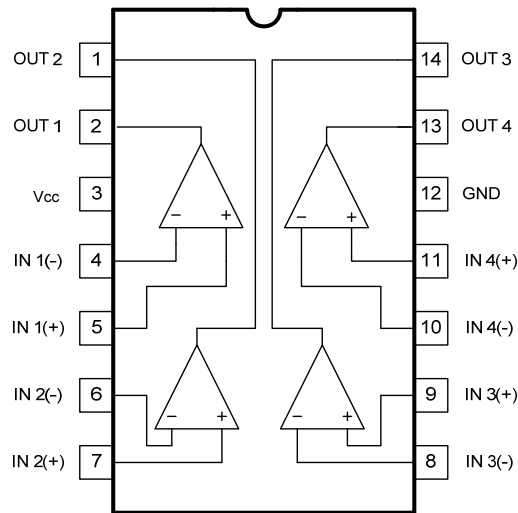 OUT 2 1 14 OUT 3
OUT 1 2 13 OUT 4
Vcc 3 12 GND
- + - +
IN 1(-) 4 11 IN 4(+)
IN 1(+) 5 10 IN 4(-)
IN 2(-) 6 9 IN 3(+)
- + - +
IN 2(+) 7 8 IN 3(-)